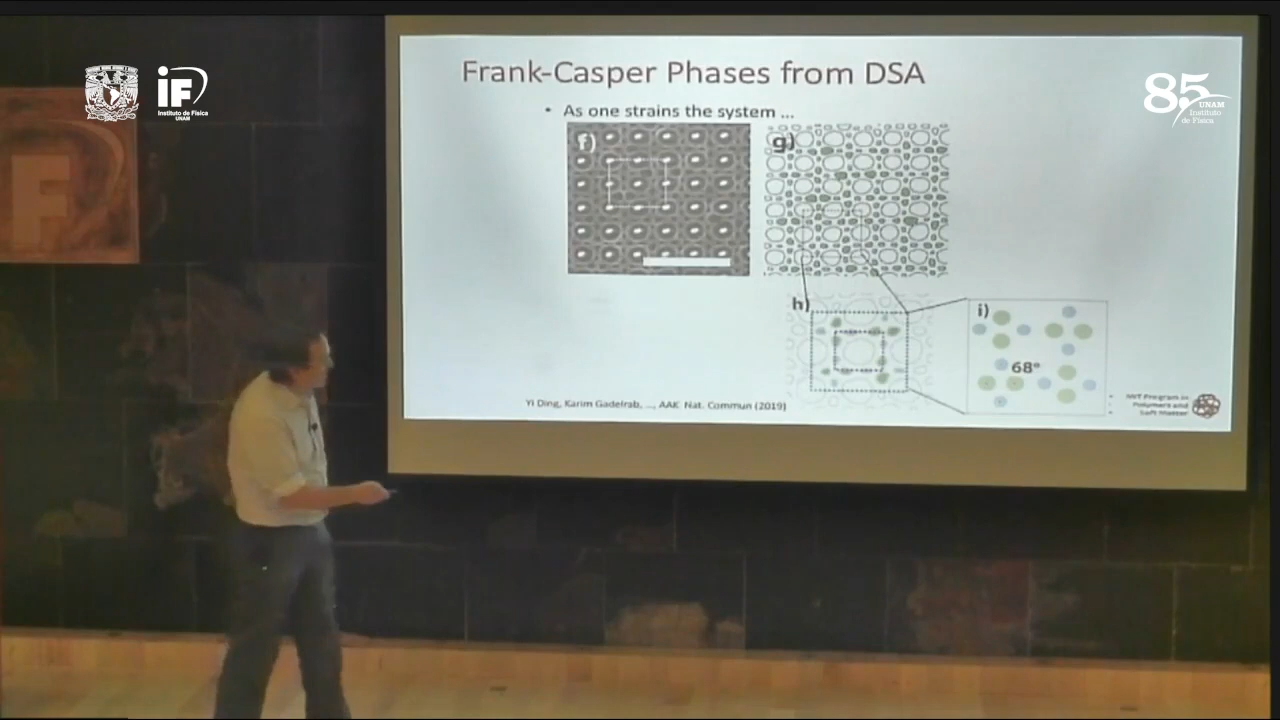 iF
Instituto de Física
UNAM
85
UNAM
Instituto
de Física
F
Frank-Casper Phases from DSA
• As one strains the system ...
f)
g)
h)
i)
68°
Yi Ding, Karim Gadelrab, ..., AAK Nat. Commun (2019)
MIT Program in
Polymers and
Soft Matter